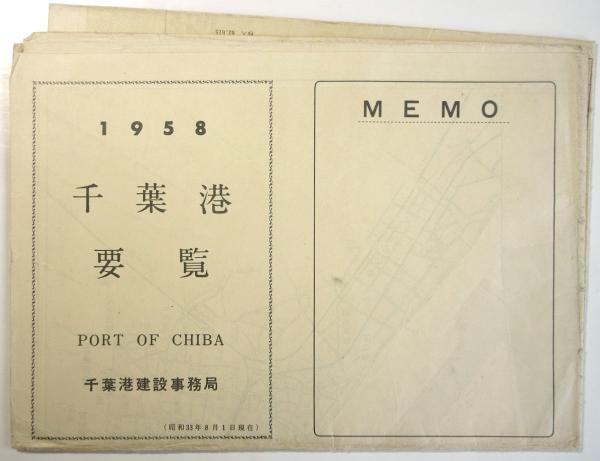 1958
千葉港
要覧
PORT OF CHIBA
千葉港建設事務局
(昭和33年8月1日現在)
MEMO